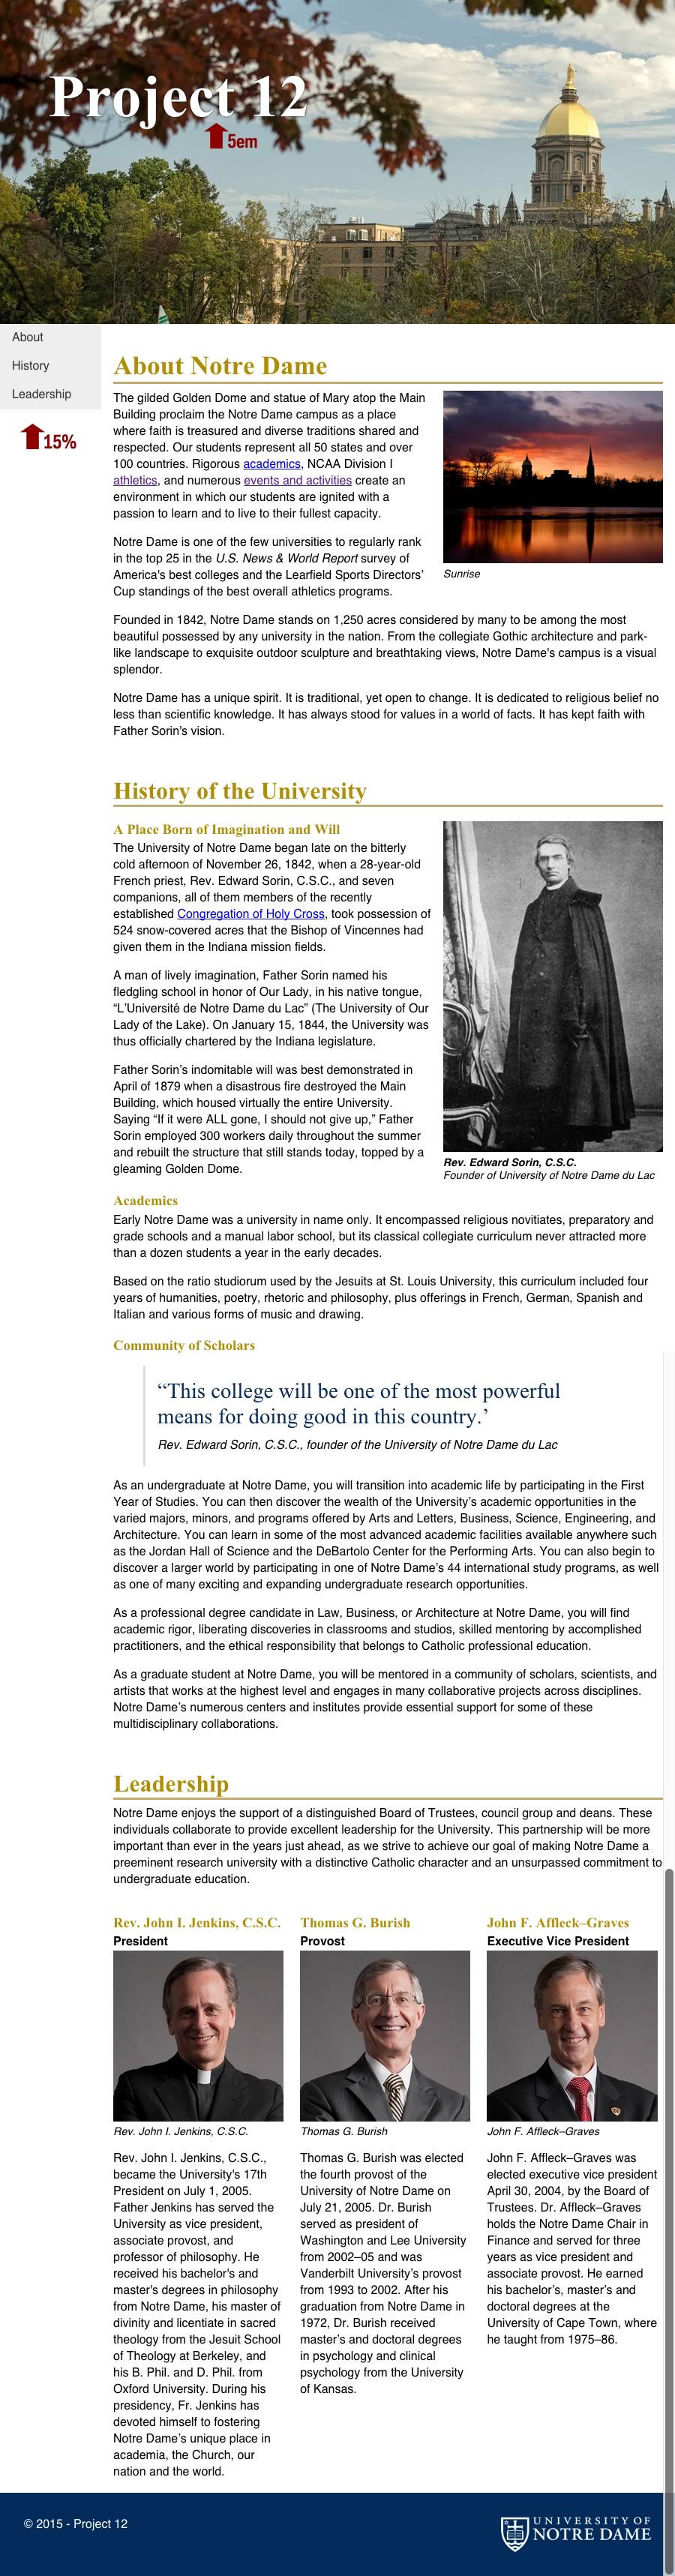 Project 12
5em
About
History
Leadership
15%
About Notre Dame
The gilded Golden Dome and statue of Mary atop the Main
Building proclaim the Notre Dame campus as a place
where faith is treasured and diverse traditions shared and
respected. Our students represent all 50 states and over
100 countries. Rigorous academics, NCAA Division I
athletics, and numerous events and activities create an
environment in which our students are ignited with a
passion to learn and to live to their fullest capacity.
Notre Dame is one of the few universities to regularly rank
in the top 25 in the U.S. News & World Report survey of
America's best colleges and the Learfield Sports Directors'
Cup standings of the best overall athletics programs.
Sunrise
Founded in 1842, Notre Dame stands on 1,250 acres considered by many to be among the most
beautiful possessed by any university in the nation. From the collegiate Gothic architecture and park-
like landscape to exquisite outdoor sculpture and breathtaking views, Notre Dame's campus is a visual
splendor.
Notre Dame has a unique spirit. It is traditional, yet open to change. It is dedicated to religious belief no
less than scientific knowledge. It has always stood for values in a world of facts. It has kept faith with
Father Sorin's vision.
History of the University
A Place Born of Imagination and Will
The University of Notre Dame began late on the bitterly
cold afternoon of November 26, 1842, when a 28-year-old
French priest, Rev. Edward Sorin, C.S.C., and seven
companions, all of them members of the recently
established Congregation of Holy Cross, took possession of
524 snow-covered acres that the Bishop of Vincennes had
given them in the Indiana mission fields.
A man of lively imagination, Father Sorin named his
fledgling school in honor of Our Lady, in his native tongue,
“L’Université de Notre Dame du Lac” (The University of Our
Lady of the Lake). On January 15, 1844, the University was
thus officially chartered by the Indiana legislature.
Father Sorin’s indomitable will was best demonstrated in
April of 1879 when a disastrous fire destroyed the Main
Building, which housed virtually the entire University.
Saying “If it were ALL gone, I should not give up,” Father
Sorin employed 300 workers daily throughout the summer
and rebuilt the structure that still stands today, topped by a
gleaming Golden Dome.
Rev. Edward Sorin, C.S.C.
Founder of University of Notre Dame du Lac
Academics
Early Notre Dame was a university in name only. It encompassed religious novitiates, preparatory and
grade schools and a manual labor school, but its classical collegiate curriculum never attracted more
than a dozen students a year in the early decades.
Based on the ratio studiorum used by the Jesuits at St. Louis University, this curriculum included four
years of humanities, poetry, rhetoric and philosophy, plus offerings in French, German, Spanish and
Italian and various forms of music and drawing.
Community of Scholars
“This college will be one of the most powerful
means for doing good in this country.’
Rev. Edward Sorin, C.S.C., founder of the University of Notre Dame du Lac
As an undergraduate at Notre Dame, you will transition into academic life by participating in the First
Year of Studies. You can then discover the wealth of the University’s academic opportunities in the
varied majors, minors, and programs offered by Arts and Letters, Business, Science, Engineering, and
Architecture. You can learn in some of the most advanced academic facilities available anywhere such
as the Jordan Hall of Science and the DeBartolo Center for the Performing Arts. You can also begin to
discover a larger world by participating in one of Notre Dame’s 44 international study programs, as well
as one of many exciting and expanding undergraduate research opportunities.
As a professional degree candidate in Law, Business, or Architecture at Notre Dame, you will find
academic rigor, liberating discoveries in classrooms and studios, skilled mentoring by accomplished
practitioners, and the ethical responsibility that belongs to Catholic professional education.
As a graduate student at Notre Dame, you will be mentored in a community of scholars, scientists, and
artists that works at the highest level and engages in many collaborative projects across disciplines.
Notre Dame’s numerous centers and institutes provide essential support for some of these
multidisciplinary collaborations.
Leadership
Notre Dame enjoys the support of a distinguished Board of Trustees, council group and deans. These
individuals collaborate to provide excellent leadership for the University. This partnership will be more
important than ever in the years just ahead, as we strive to achieve our goal of making Notre Dame a
preeminent research university with a distinctive Catholic character and an unsurpassed commitment to
undergraduate education.
Rev. John I. Jenkins, C.S.C.
President
Rev. John I. Jenkins, C.S.C.
Rev. John I. Jenkins, C.S.C.,
became the University's 17th
President on July 1, 2005.
Father Jenkins has served the
University as vice president,
associate provost, and
professor of philosophy. He
received his bachelor's and
master's degrees in philosophy
from Notre Dame, his master of
divinity and licentiate in sacred
theology from the Jesuit School
of Theology at Berkeley, and
his B. Phil. and D. Phil. from
Oxford University. During his
presidency, Fr. Jenkins has
devoted himself to fostering
Notre Dame's unique place in
academia, the Church, our
nation and the world.
Thomas G. Burish
Provost
Thomas G. Burish
Thomas G. Burish was elected
the fourth provost of the
University of Notre Dame on
July 21, 2005. Dr. Burish
served as president of
Washington and Lee University
from 2002–05 and was
Vanderbilt University’s provost
from 1993 to 2002. After his
graduation from Notre Dame in
1972, Dr. Burish received
master’s and doctoral degrees
in psychology and clinical
psychology from the University
of Kansas.
John F. Affleck–Graves
Executive Vice President
John F. Affleck–Graves
John F. Affleck–Graves was
elected executive vice president
April 30, 2004, by the Board of
Trustees. Dr. Affleck–Graves
holds the Notre Dame Chair in
Finance and served for three
years as vice president and
associate provost. He earned
his bachelor’s, master’s and
doctoral degrees at the
University of Cape Town, where
he taught from 1975–86.
© 2015 - Project 12
UNIVERSITY OF
NOTRE DAME